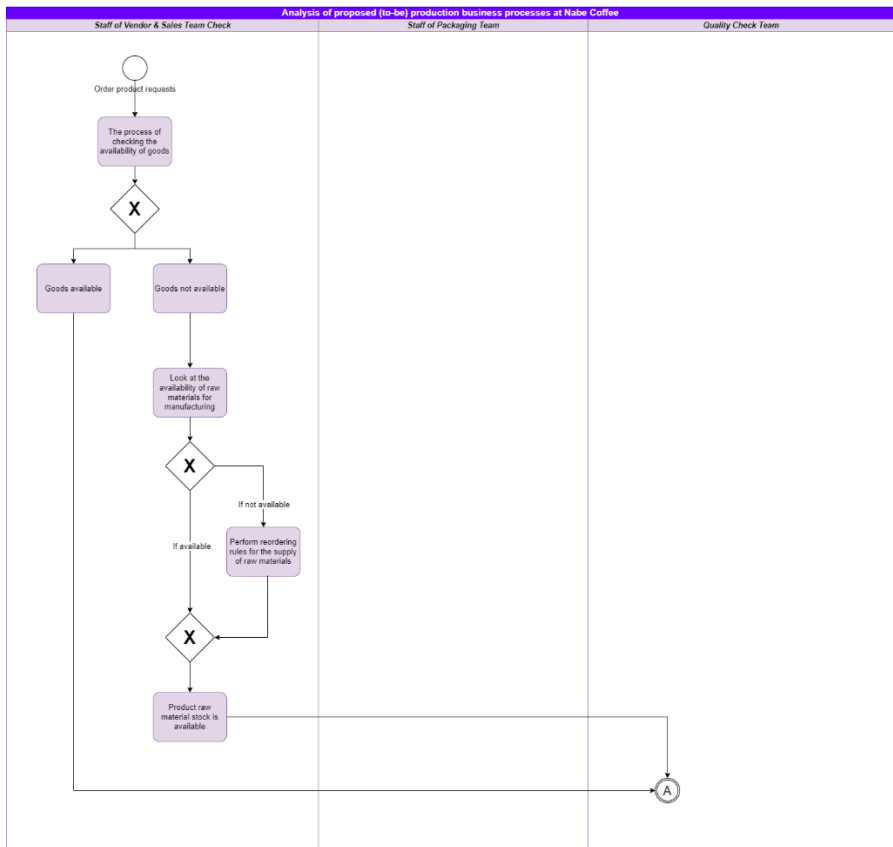 Analysis of proposed (to-be) production business processes at Nabe Coffee
Staff of Vendor & Sales Team Check
Staff of Packaging Team
Quality Check Team
Order product requests
The process of
checking the
availability of goods
X
Goods available
Goods not available
Look at the
availability of raw
materials for
manufacturing
X
If not available
If available
Perform reordering
rules for the supply
of raw materials
X
Product raw
material stock is
available
A